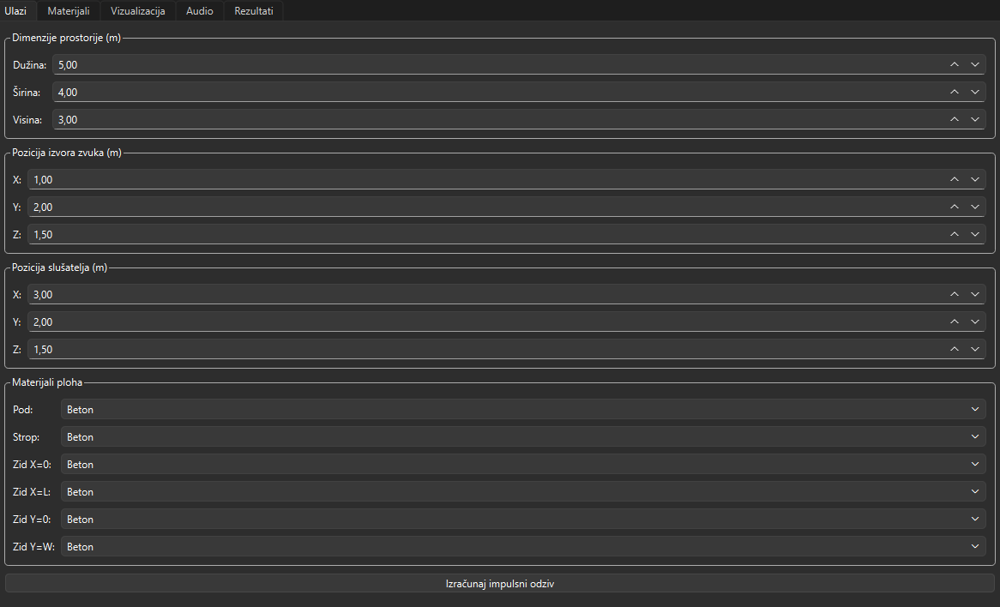 Ulazi Materijali Vizualizacija Audio Rezultati
Dimenzije prostorije (m)
Dužina: 5,00
Širina: 4,00
Visina: 3,00
Pozicija izvora zvuka (m)
X: 1,00
Y: 2,00
Z: 1,50
Pozicija slušatelja (m)
X: 3,00
Y: 2,00
Z: 1,50
Materijali ploha
Pod: Beton
Strop: Beton
Zid X=0: Beton
Zid X=L: Beton
Zid Y=0: Beton
Zid Y=W: Beton
Izračunaj impulsni odziv